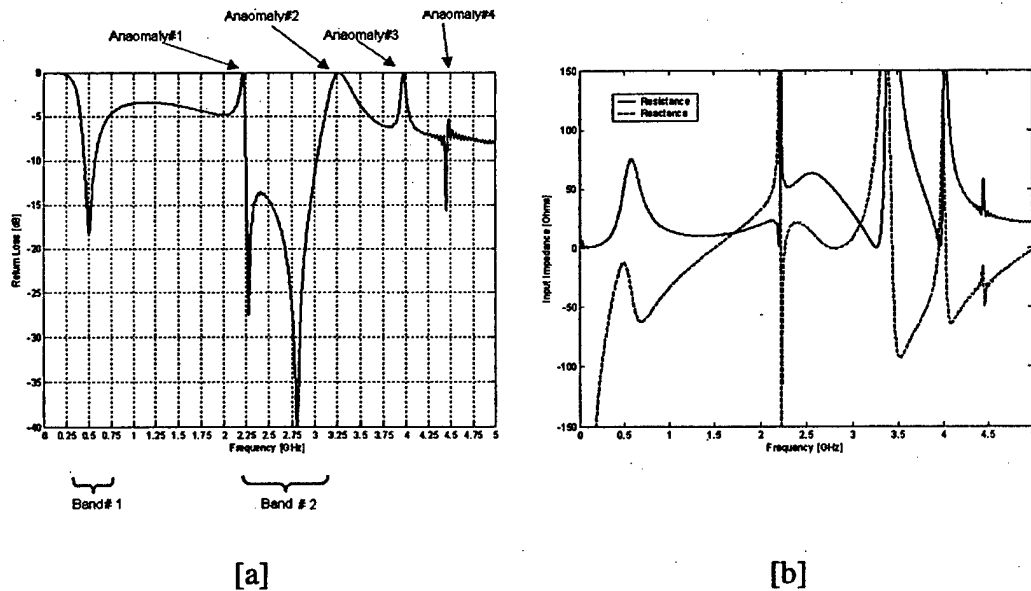 Anaomaly#1
Anaomaly#2
Anaomaly#3
Anaomaly#4
Return Loss [dB]
0
-5
-10
-15
-20
-25
-30
-35
-40
0 0.25 0.5 0.75 1 1.25 1.5 1.75 2 2.25 2.5 2.75 3 3.25 3.5 3.75 4 4.25 4.5 4.75 5
Frequency [GHz]
Band# 1
Band # 2
[a]
Resistance
Reactance
Input Impedance [Ohms]
150
100
50
0
-50
-100
-150
0 0.5 1 1.5 2 2.5 3 3.5 4 4.5
Frequency [GHz]
[b]